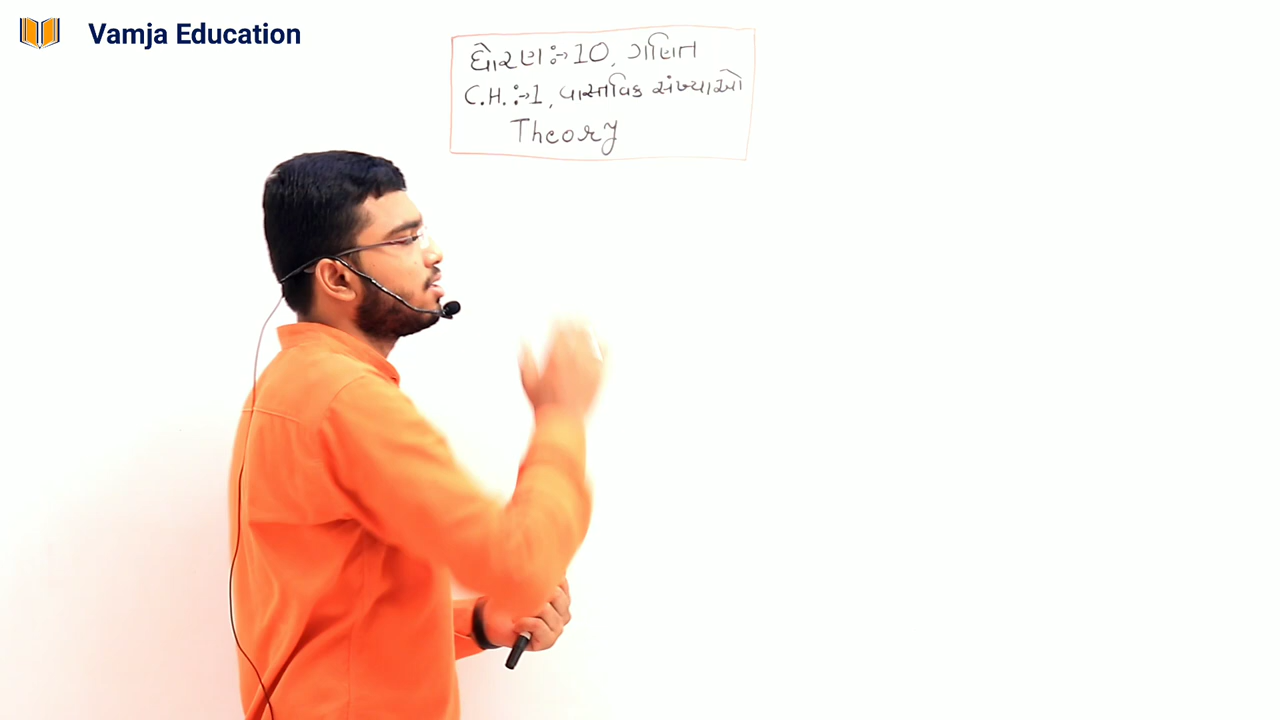 Vamja Education
ધોરણ :→ 10, ગણિત
C.H. :→ 1, વાસ્તવિક સંખ્યાઓ
Theory